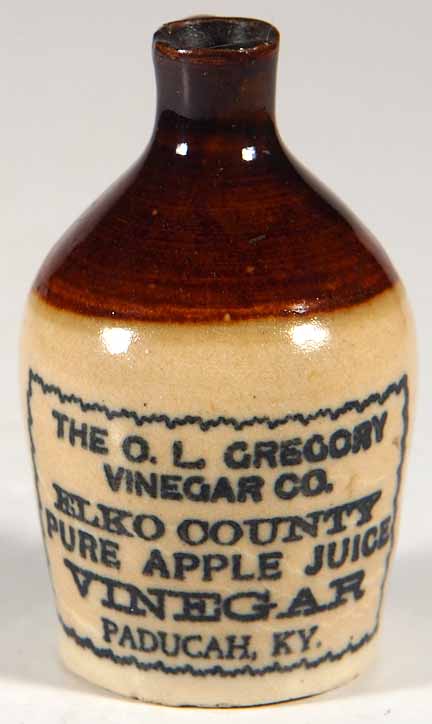 THE O. L. GREGORY
VINEGAR CO.
ELKO COUNTY
PURE APPLE JUICE
VINEGAR
PADUCAH, KY.